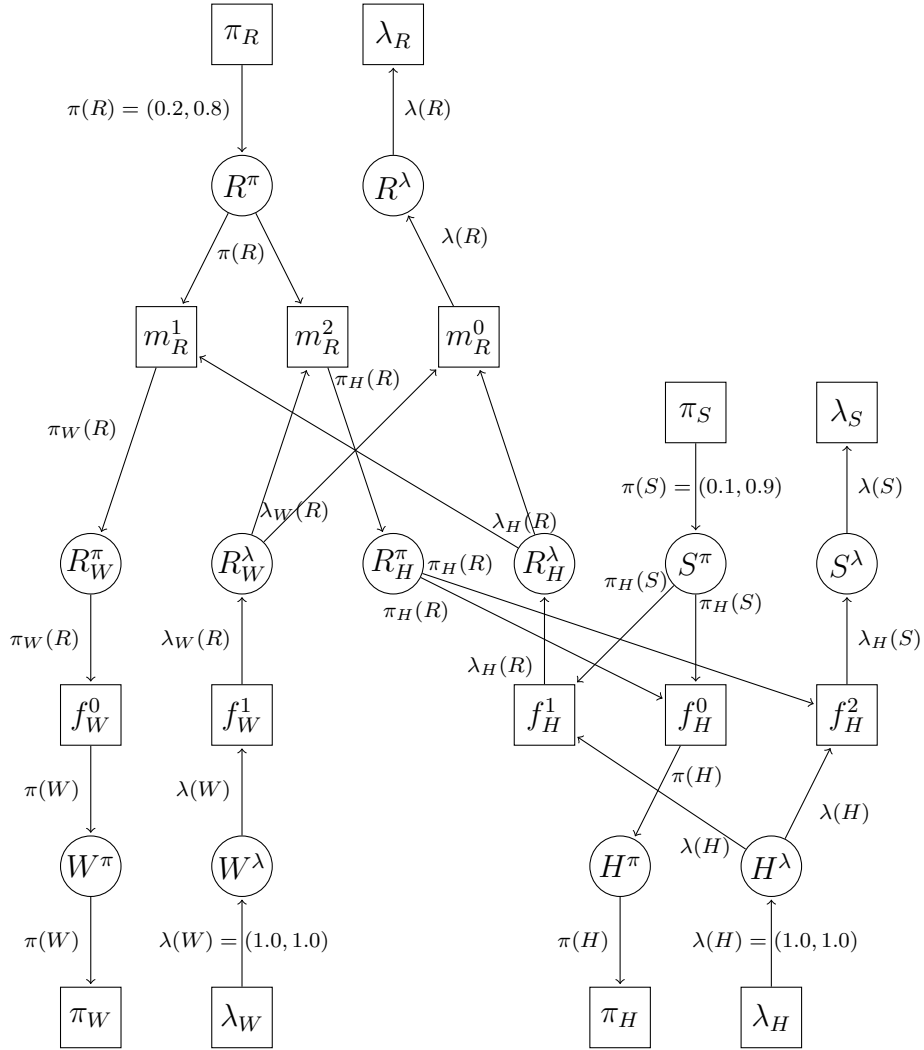 π_R λ_R
π(R) = (0.2, 0.8) λ(R)
R^π R^λ
π(R) λ(R)
m_R^1 m_R^2 m_R^0
π_H(R)
π_W(R) π_S λ_S
π(S) = (0.1, 0.9) λ(S)
λ_W(R) λ_H(R)
R_W^π R_W^λ R_H^π π_H(R) R_H^λ S^π S^λ
π_H(S)
π_H(R) π_H(S)
π_W(R) λ_W(R) λ_H(R) λ_H(S)
f_W^0 f_W^1 f_H^1 f_H^0 f_H^2
π(W) λ(W) π(H)
λ(H) λ(H)
W^π W^λ H^π H^λ
π(W) λ(W) = (1.0, 1.0) π(H) λ(H) = (1.0, 1.0)
π_W λ_W π_H λ_H